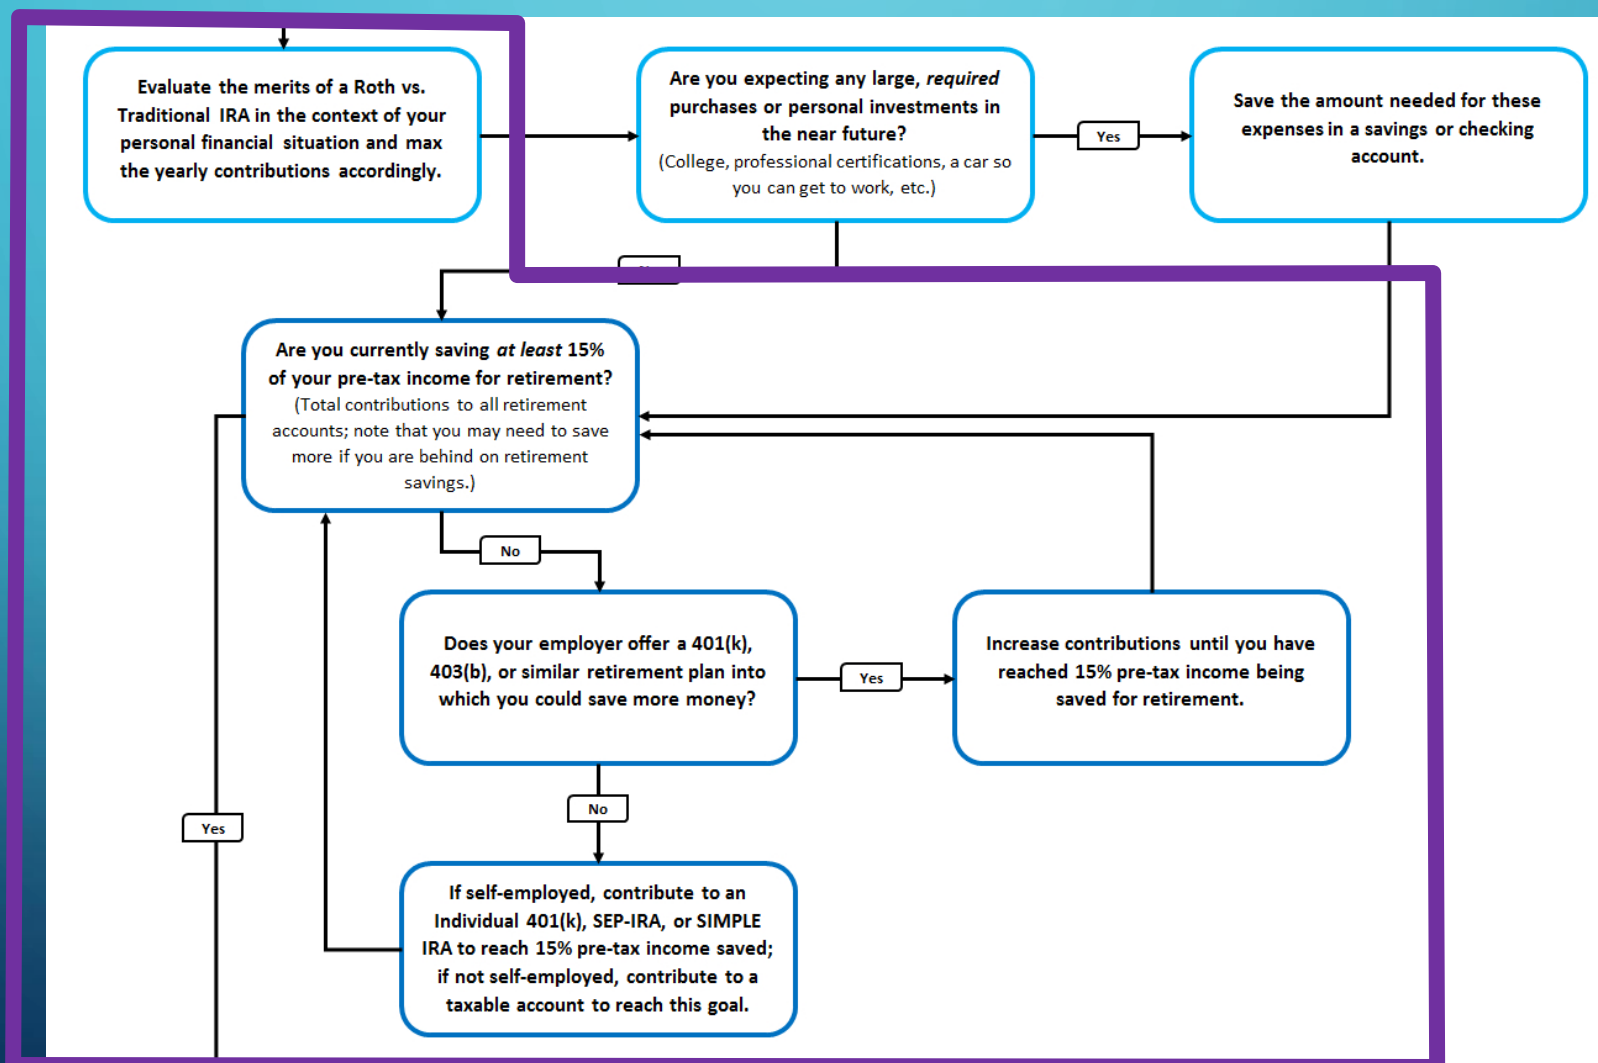 Evaluate the merits of a Roth vs.
Traditional IRA in the context of your
personal financial situation and max
the yearly contributions accordingly.
Are you expecting any large, required
purchases or personal investments in
the near future?
(College, professional certifications, a car so
you can get to work, etc.)
Yes
Save the amount needed for these
expenses in a savings or checking
account.
Are you currently saving at least 15%
of your pre-tax income for retirement?
(Total contributions to all retirement
accounts; note that you may need to save
more if you are behind on retirement
savings.)
No
Does your employer offer a 401(k),
403(b), or similar retirement plan into
which you could save more money?
Yes
Increase contributions until you have
reached 15% pre-tax income being
saved for retirement.
No
Yes
If self-employed, contribute to an
Individual 401(k), SEP-IRA, or SIMPLE
IRA to reach 15% pre-tax income saved;
if not self-employed, contribute to a
taxable account to reach this goal.